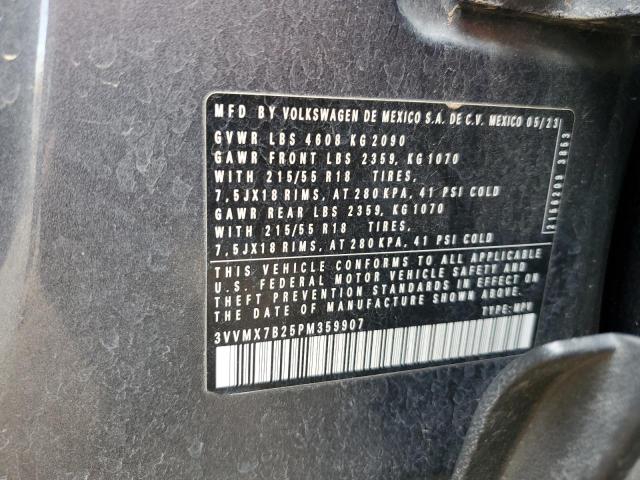 MFD BY VOLKSWAGEN DE MEXICO S.A. DE C.V. MEXICO 05/23
GVWR LBS 4608 KG 2090
GAWR FRONT LBS 2359, KG 1070
WITH 215/55 R18 TIRES,
7,5JX18 RIMS, AT 280 KPA, 41 PSI COLD
GAWR REAR LBS 2359, KG 1070
WITH 215/55 R18 TIRES,
7,5JX18 RIMS, AT 280 KPA, 41 PSI COLD
THIS VEHICLE CONFORMS TO ALL APPLICABLE
U.S. FEDERAL MOTOR VEHICLE SAFETY AND
THEFT PREVENTION STANDARDS IN EFFECT ON
THE DATE OF MANUFACTURE SHOWN ABOVE.
3VVMX7B25PM359907
TYPE: MPV
2150209 3863